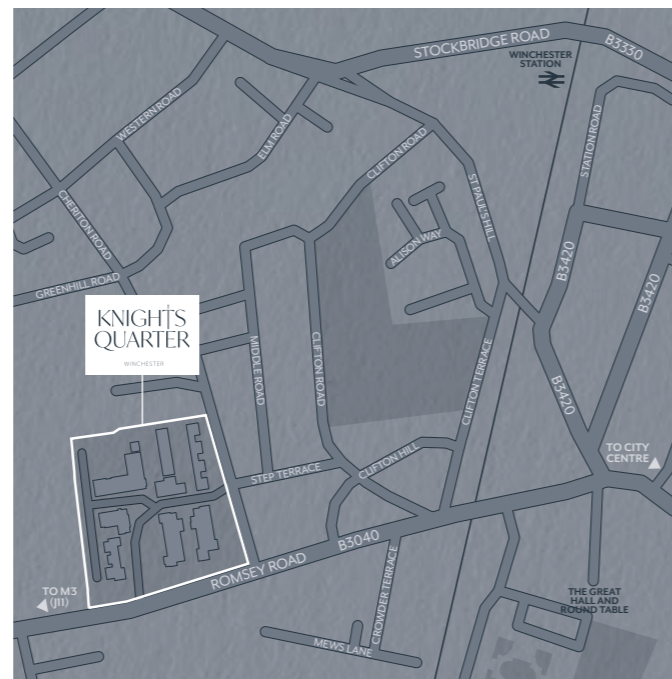 STOCKBRIDGE ROAD
B3330
WINCHESTER
STATION
WESTERN ROAD
ELM ROAD
CLIFTON ROAD
STATION ROAD
ST PAUL'S HILL
CHERITON ROAD
ALISON WAY
GREENHILL ROAD
B3420
B3420
KNIGHTS
QUARTER
WINCHESTER
MIDDLE ROAD
CLIFTON ROAD
CLIFTON TERRACE
B3420
TO CITY
CENTRE
STEP TERRACE
CLIFTON HILL
ROMSEY ROAD
B3040
TO M3
(J11)
CROWDER TERRACE
THE GREAT
HALL AND
ROUND TABLE
MEWS LANE